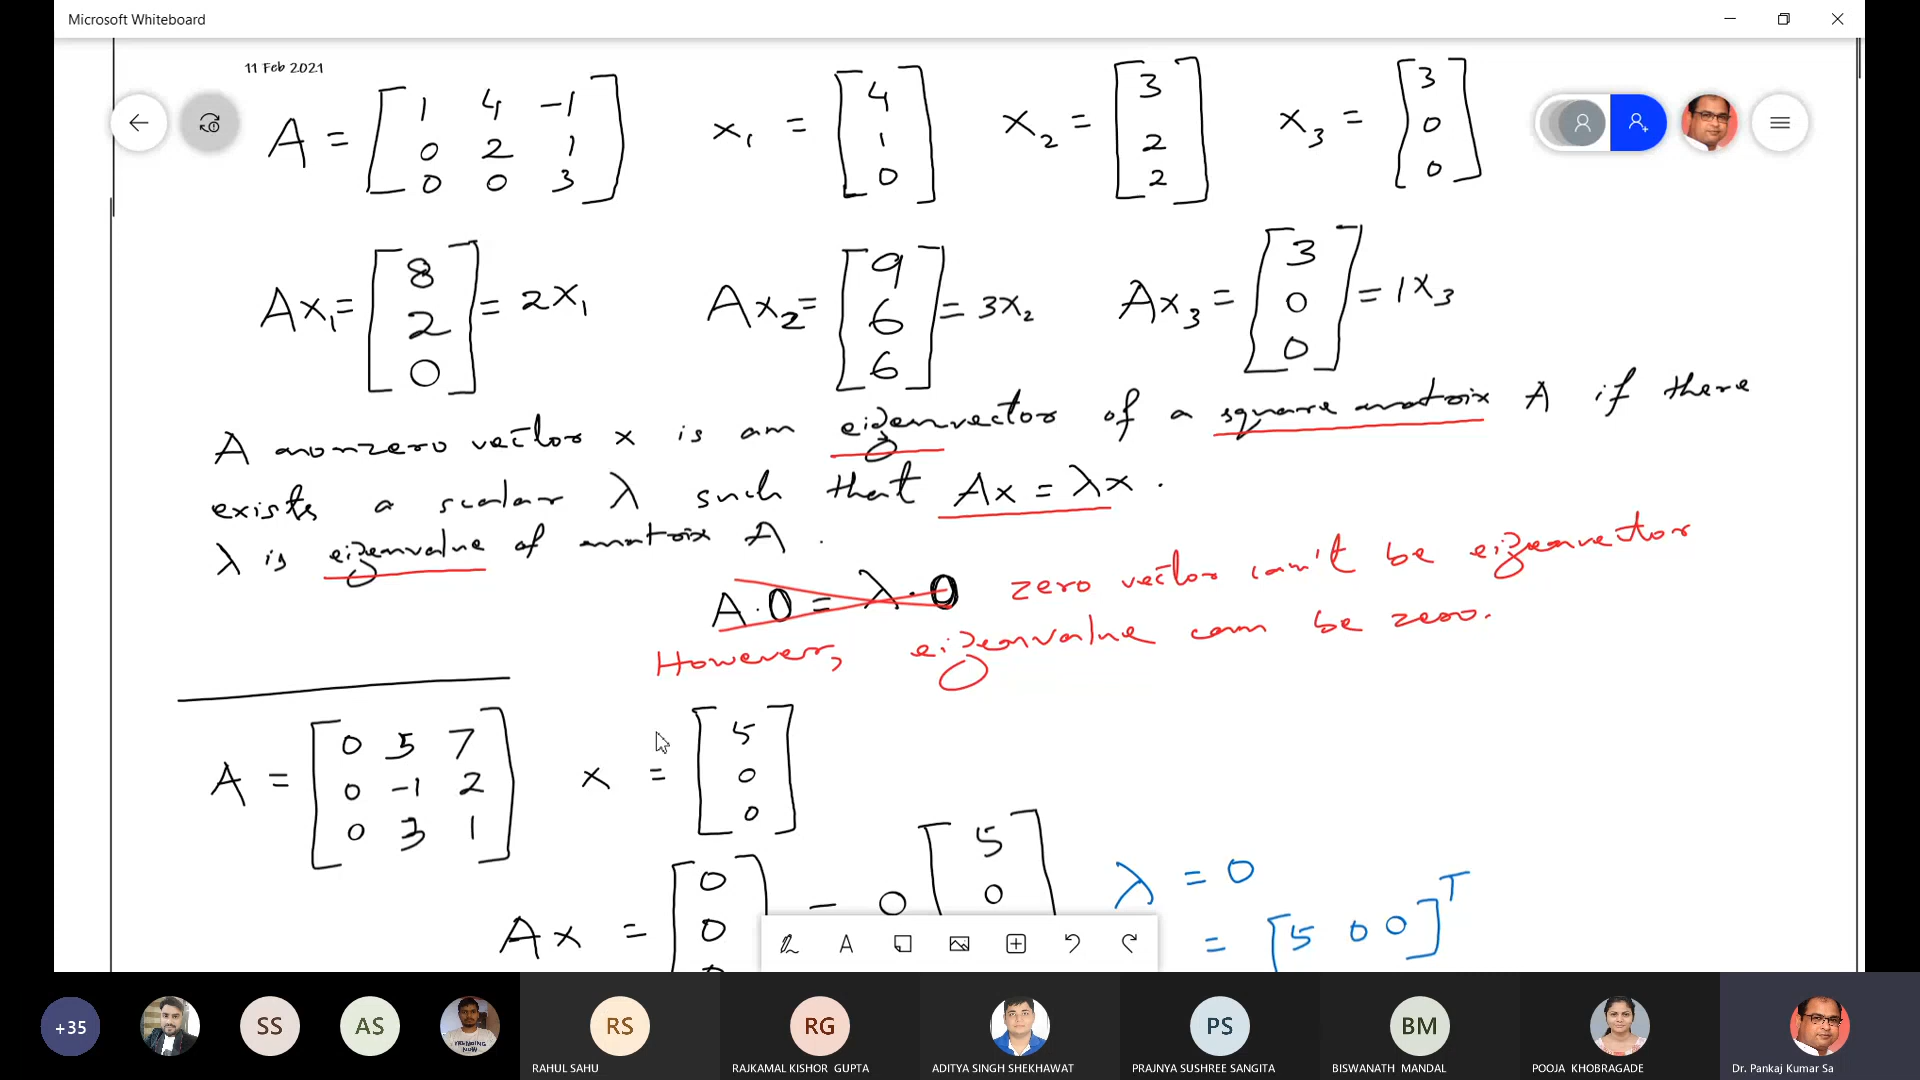 Microsoft Whiteboard
11 Feb 2021
A = [1 4 -1; 0 2 1; 0 0 3] x₁ = [4; 1; 0] x₂ = [3; 2; 2] x₃ = [3; 0; 0]
Ax₁ = [8; 2; 0] = 2x₁ Ax₂ = [9; 6; 6] = 3x₂ Ax₃ = [3; 0; 0] = 1x₃
A nonzero vector x is an eigenvector of a square matrix A if there
exists a scalar λ such that Ax = λx.
λ is eigenvalue of matrix A.
A·0 = λ·0 zero vector can't be eigenvector
However, eigenvalue can be zero.
A = [0 5 7; 0 -1 2; 0 3 1] x = [5; 0; 0]
Ax = [0; 0; 0 = 0 [5; 0 λ = 0
= [5 0 0]ᵀ
A
+35
SS
AS
TRENDING NOW
RS
RG
PS
BM
RAHUL SAHU
RAJKAMAL KISHOR GUPTA
ADITYA SINGH SHEKHAWAT
PRAJNYA SUSHREE SANGITA
BISWANATH MANDAL
POOJA KHOBRAGADE
Dr. Pankaj Kumar Sa